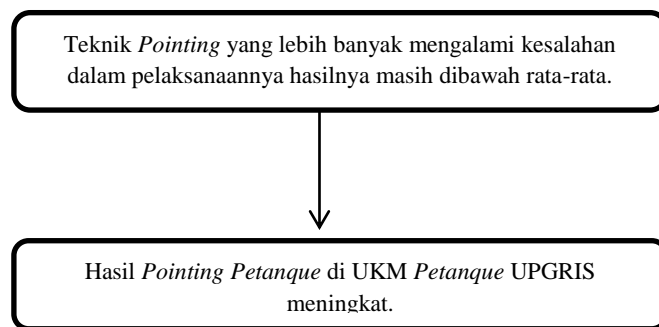 Teknik Pointing yang lebih banyak mengalami kesalahan
dalam pelaksanaannya hasilnya masih dibawah rata-rata.
Hasil Pointing Petanque di UKM Petanque UPGRIS
meningkat.